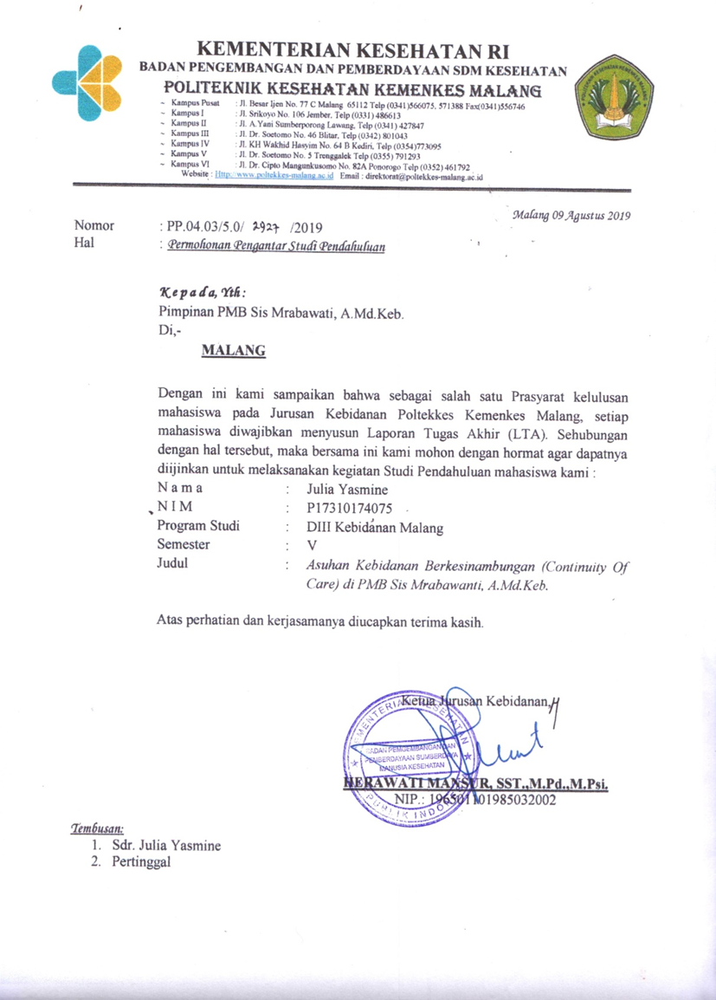 KEMENTERIAN KESEHATAN RI
BADAN PENGEMBANGAN DAN PEMBERDAYAAN SDM KESEHATAN
POLITEKNIK KESEHATAN KEMENKES MALANG
~ Kampus Pusat : Jl. Besar Ijen No. 77 C Malang 65112 Telp (0341)566075, 571388 Fax(0341)556746
~ Kampus I : Jl. Srikoyo No. 106 Jember, Telp (0331) 486613
~ Kampus II : Jl. A.Yani Sumberporong Lawang, Telp (0341) 427847
~ Kampus III : Jl. Dr. Soetomo No. 46 Blitar, Telp (0342) 801043
~ Kampus IV : Jl. KH Wakhid Hasyim No. 64 B Kediri, Telp (0354)773095
~ Kampus V : Jl. Dr. Soetomo No. 5 Trenggalek Telp (0355) 791293
~ Kampus VI : Jl. Dr. Cipto Mangunkusomo No. 82A Ponorogo Telp (0352) 461792
Website : Http://www.poltekkes-malang.ac.id Email : direktorat@poltekkes-malang.ac.id
Malang 09 Agustus 2019
Nomor : PP.04.03/5.0/ 2927 /2019
Hal : Permohonan Pengantar Studi Pendahuluan
Kepada, Yth:
Pimpinan PMB Sis Mrabawati, A.Md.Keb.
Di,-
MALANG
Dengan ini kami sampaikan bahwa sebagai salah satu Prasyarat kelulusan
mahasiswa pada Jurusan Kebidanan Poltekkes Kemenkes Malang, setiap
mahasiswa diwajibkan menyusun Laporan Tugas Akhir (LTA). Sehubungan
dengan hal tersebut, maka bersama ini kami mohon dengan hormat agar dapatnya
diijinkan untuk melaksanakan kegiatan Studi Pendahuluan mahasiswa kami :
N a m a : Julia Yasmine
N I M : P17310174075
Program Studi : DIII Kebidanan Malang
Semester : V
Judul : Asuhan Kebidanan Berkesinambungan (Continuity Of
Care) di PMB Sis Mrabawanti, A.Md.Keb.
Atas perhatian dan kerjasamanya diucapkan terima kasih.
Ketua Jurusan Kebidanan,
KEMENTERIAN KESEHATAN
BADAN PENGEMBANGAN DAN
PEMBERDAYAAN SUMBERDAYA
MANUSIA KESEHATAN
REPUBLIK INDONESIA
HERAWATI MANSUR, SST.,M.Pd.,M.Psi.
NIP.: 196501101985032002
Tembusan:
1. Sdr. Julia Yasmine
2. Pertinggal